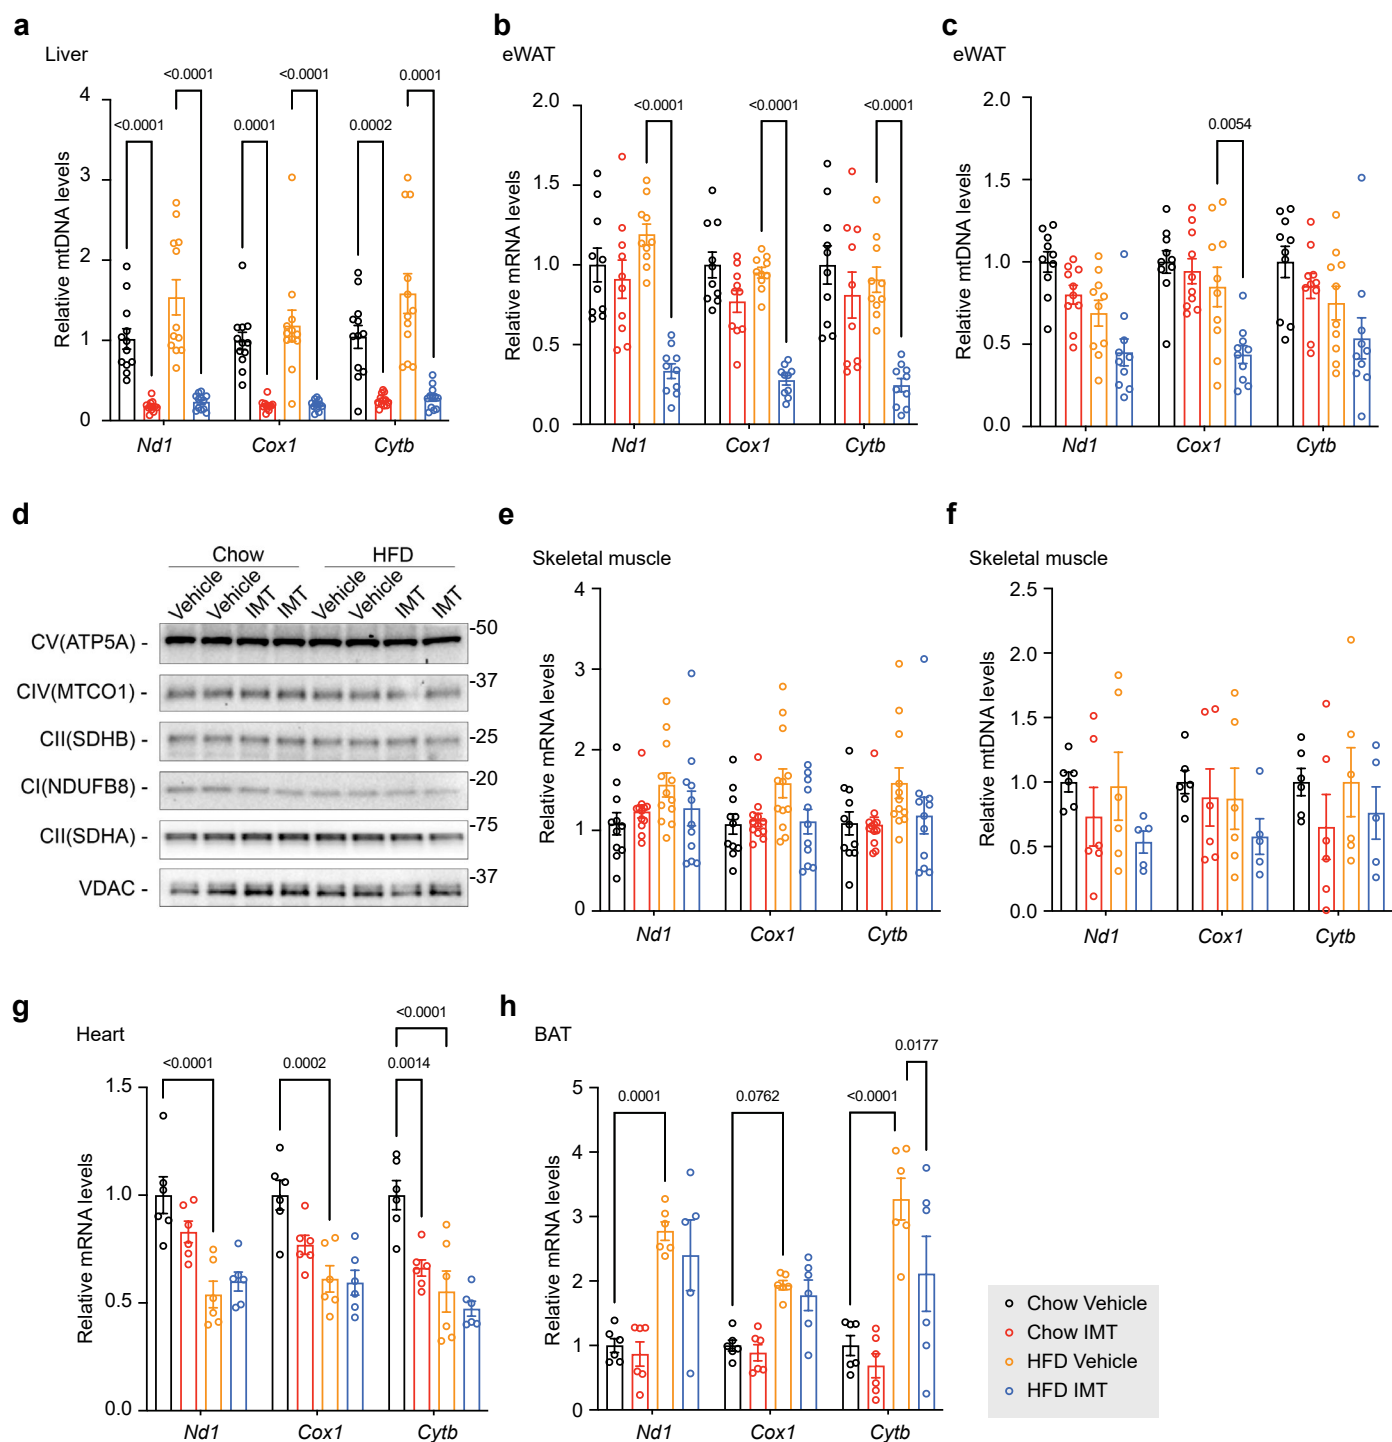 a
Liver
<0.0001
<0.0001
0.0001
<0.0001
0.0001
0.0002
Relative mtDNA levels
4
3
2
1
0
Nd1
Cox1
Cytb
b
eWAT
<0.0001
<0.0001
<0.0001
Relative mRNA levels
2.0
1.5
1.0
0.5
0.0
Nd1
Cox1
Cytb
c
eWAT
0.0054
Relative mtDNA levels
2.0
1.5
1.0
0.5
0.0
Nd1
Cox1
Cytb
d
Chow
HFD
Vehicle
Vehicle
IMT
IMT
Vehicle
Vehicle
IMT
IMT
CV(ATP5A) -
-50
CIV(MTCO1) -
-37
CII(SDHB) -
-25
CI(NDUFB8) -
-20
CII(SDHA) -
-75
VDAC -
-37
e
Skeletal muscle
Relative mRNA levels
4
3
2
1
0
Nd1
Cox1
Cytb
f
Skeletal muscle
Relative mtDNA levels
2.5
2.0
1.5
1.0
0.5
0.0
Nd1
Cox1
Cytb
g
Heart
<0.0001
0.0002
<0.0001
0.0014
Relative mRNA levels
1.5
1.0
0.5
0.0
Nd1
Cox1
Cytb
h
BAT
0.0001
0.0762
<0.0001
0.0177
Relative mRNA levels
5
4
3
2
1
0
Nd1
Cox1
Cytb
Chow Vehicle
Chow IMT
HFD Vehicle
HFD IMT